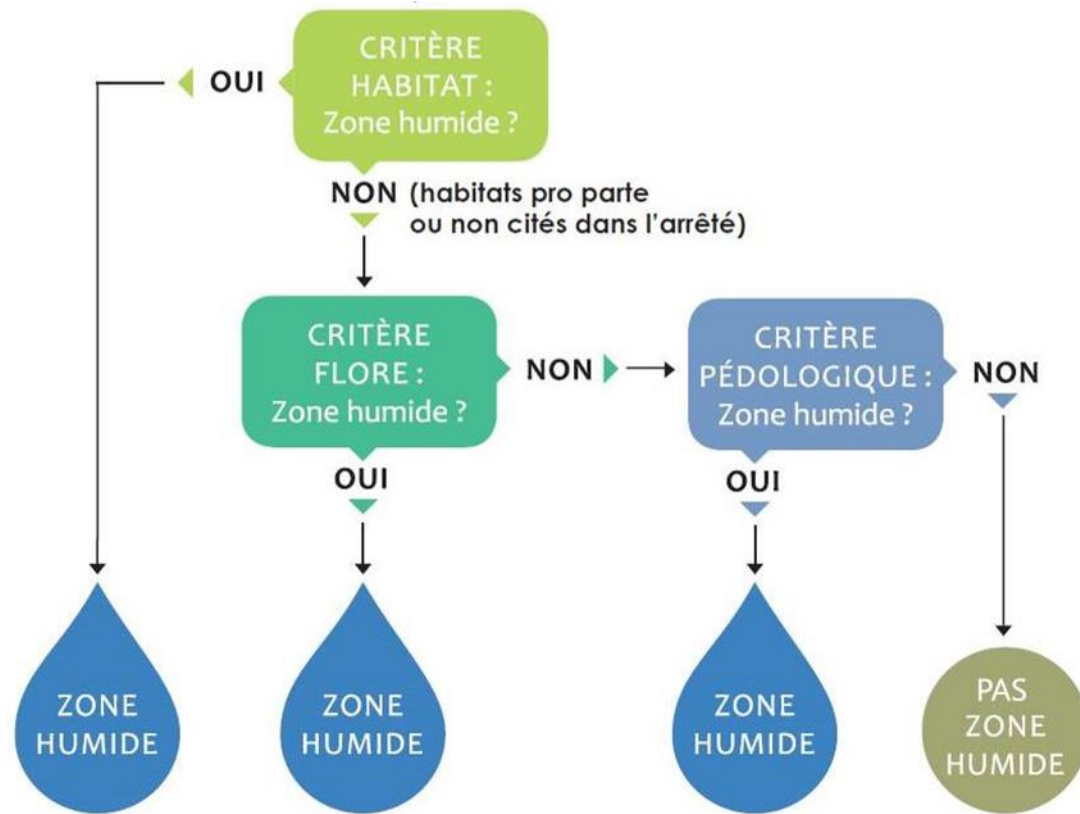 CRITÈRE
HABITAT :
Zone humide ?
OUI
NON (habitats pro parte
ou non cités dans l'arrêté)
CRITÈRE
FLORE :
Zone humide ?
NON
CRITÈRE
PÉDOLOGIQUE :
Zone humide ?
NON
OUI
OUI
ZONE
HUMIDE
ZONE
HUMIDE
ZONE
HUMIDE
PAS
ZONE
HUMIDE